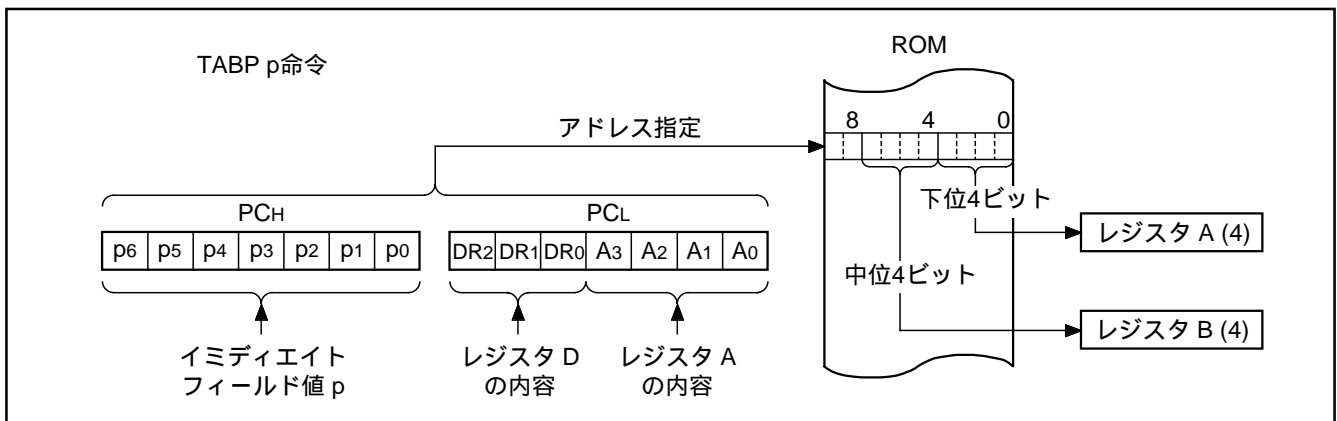 ROM
TABP p命令
アドレス指定
8 4 0
下位4ビット
PCH PCL
p6 p5 p4 p3 p2 p1 p0 DR2 DR1 DR0 A3 A2 A1 A0
レジスタ A (4)
中位4ビット
レジスタ B (4)
イミディエイト
フィールド値 p
レジスタ D
の内容
レジスタ A
の内容